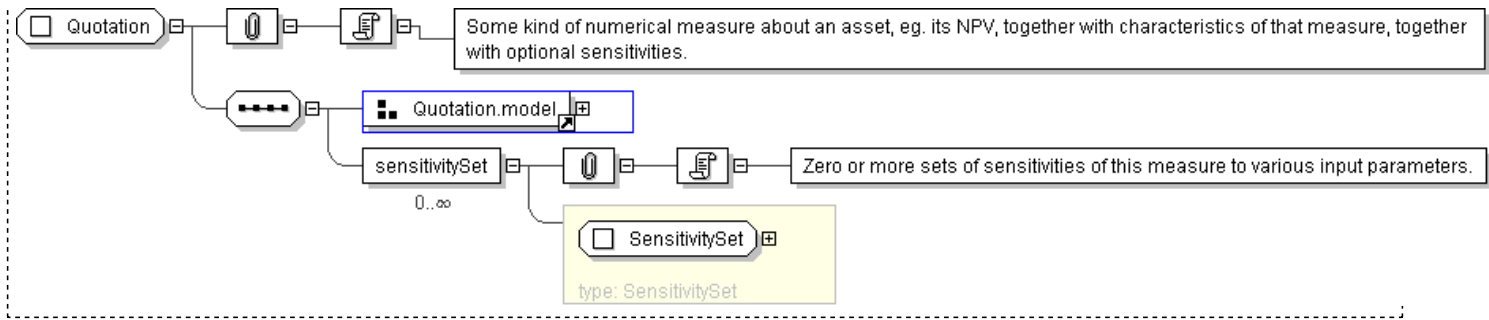 Quotation
Some kind of numerical measure about an asset, eg. its NPV, together with characteristics of that measure, together
with optional sensitivities.
Quotation.model
sensitivitySet
Zero or more sets of sensitivities of this measure to various input parameters.
0..∞
SensitivitySet
type: SensitivitySet